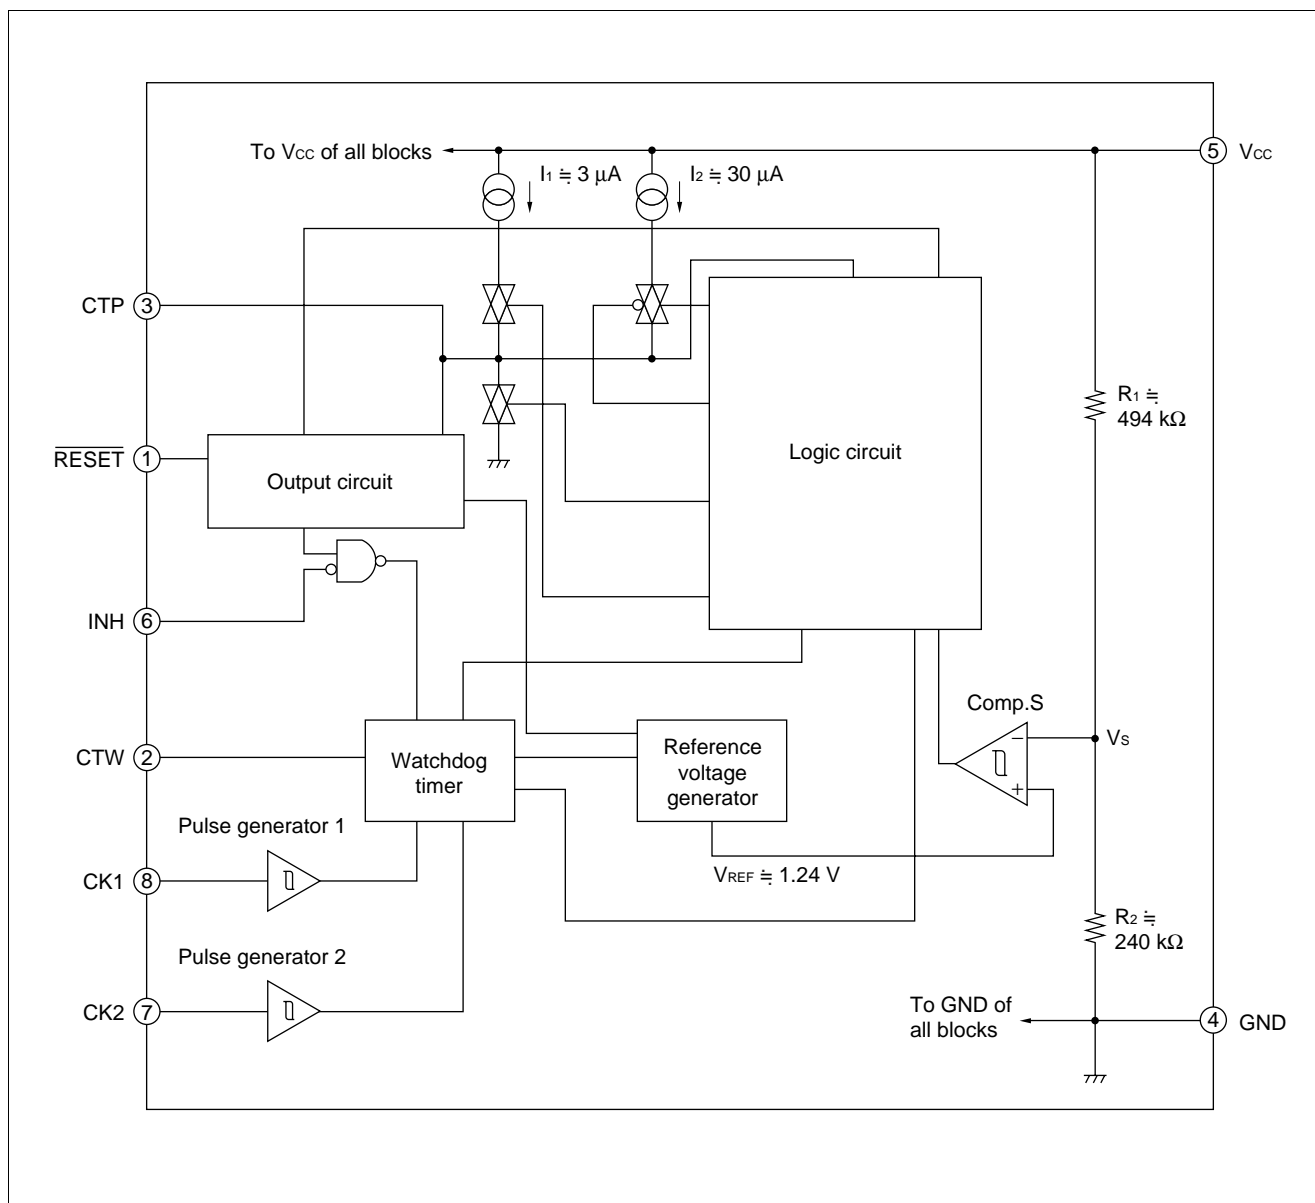 To VCC of all blocks
I1 ≒ 3 μA
I2 ≒ 30 μA
5
VCC
CTP
3
R1 ≒
494 kΩ
RESET
1
Output circuit
Logic circuit
INH
6
Comp.S
−
VS
+
CTW
2
Watchdog
timer
Reference
voltage
generator
Pulse generator 1
VREF ≒ 1.24 V
CK1
8
R2 ≒
240 kΩ
Pulse generator 2
CK2
7
To GND of
all blocks
4
GND